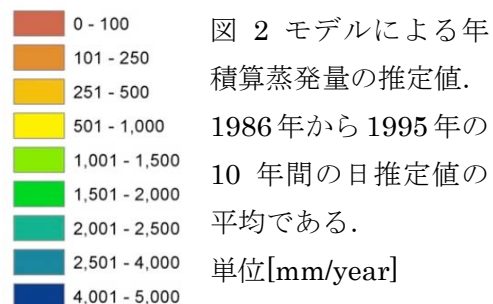 0 - 100
101 - 250
251 - 500
501 - 1,000
1,001 - 1,500
1,501 - 2,000
2,001 - 2,500
2,501 - 4,000
4,001 - 5,000
図 2 モデルによる年
積算蒸発量の推定値.
1986年から1995年の
10 年間の日推定値の
平均である.
単位[mm/year]